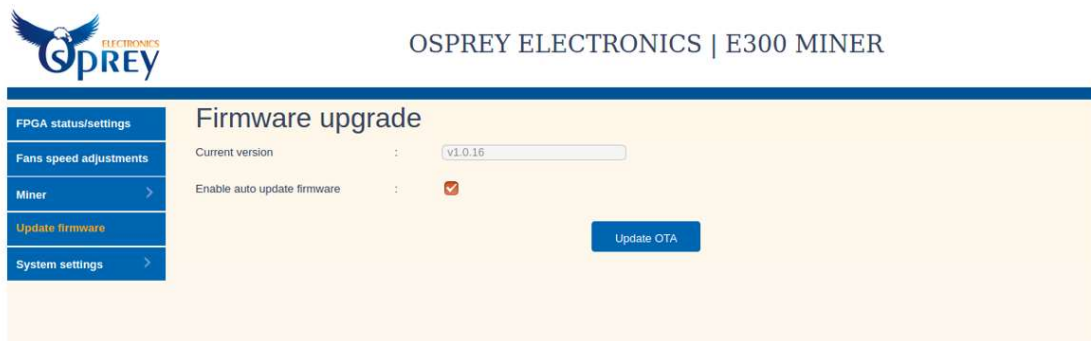 ELECTRONICS
OSPREY
OSPREY ELECTRONICS | E300 MINER
FPGA status/settings
Fans speed adjustments
Miner
Update firmware
System settings
Firmware upgrade
Current version : v1.0.16
Enable auto update firmware :
Update OTA